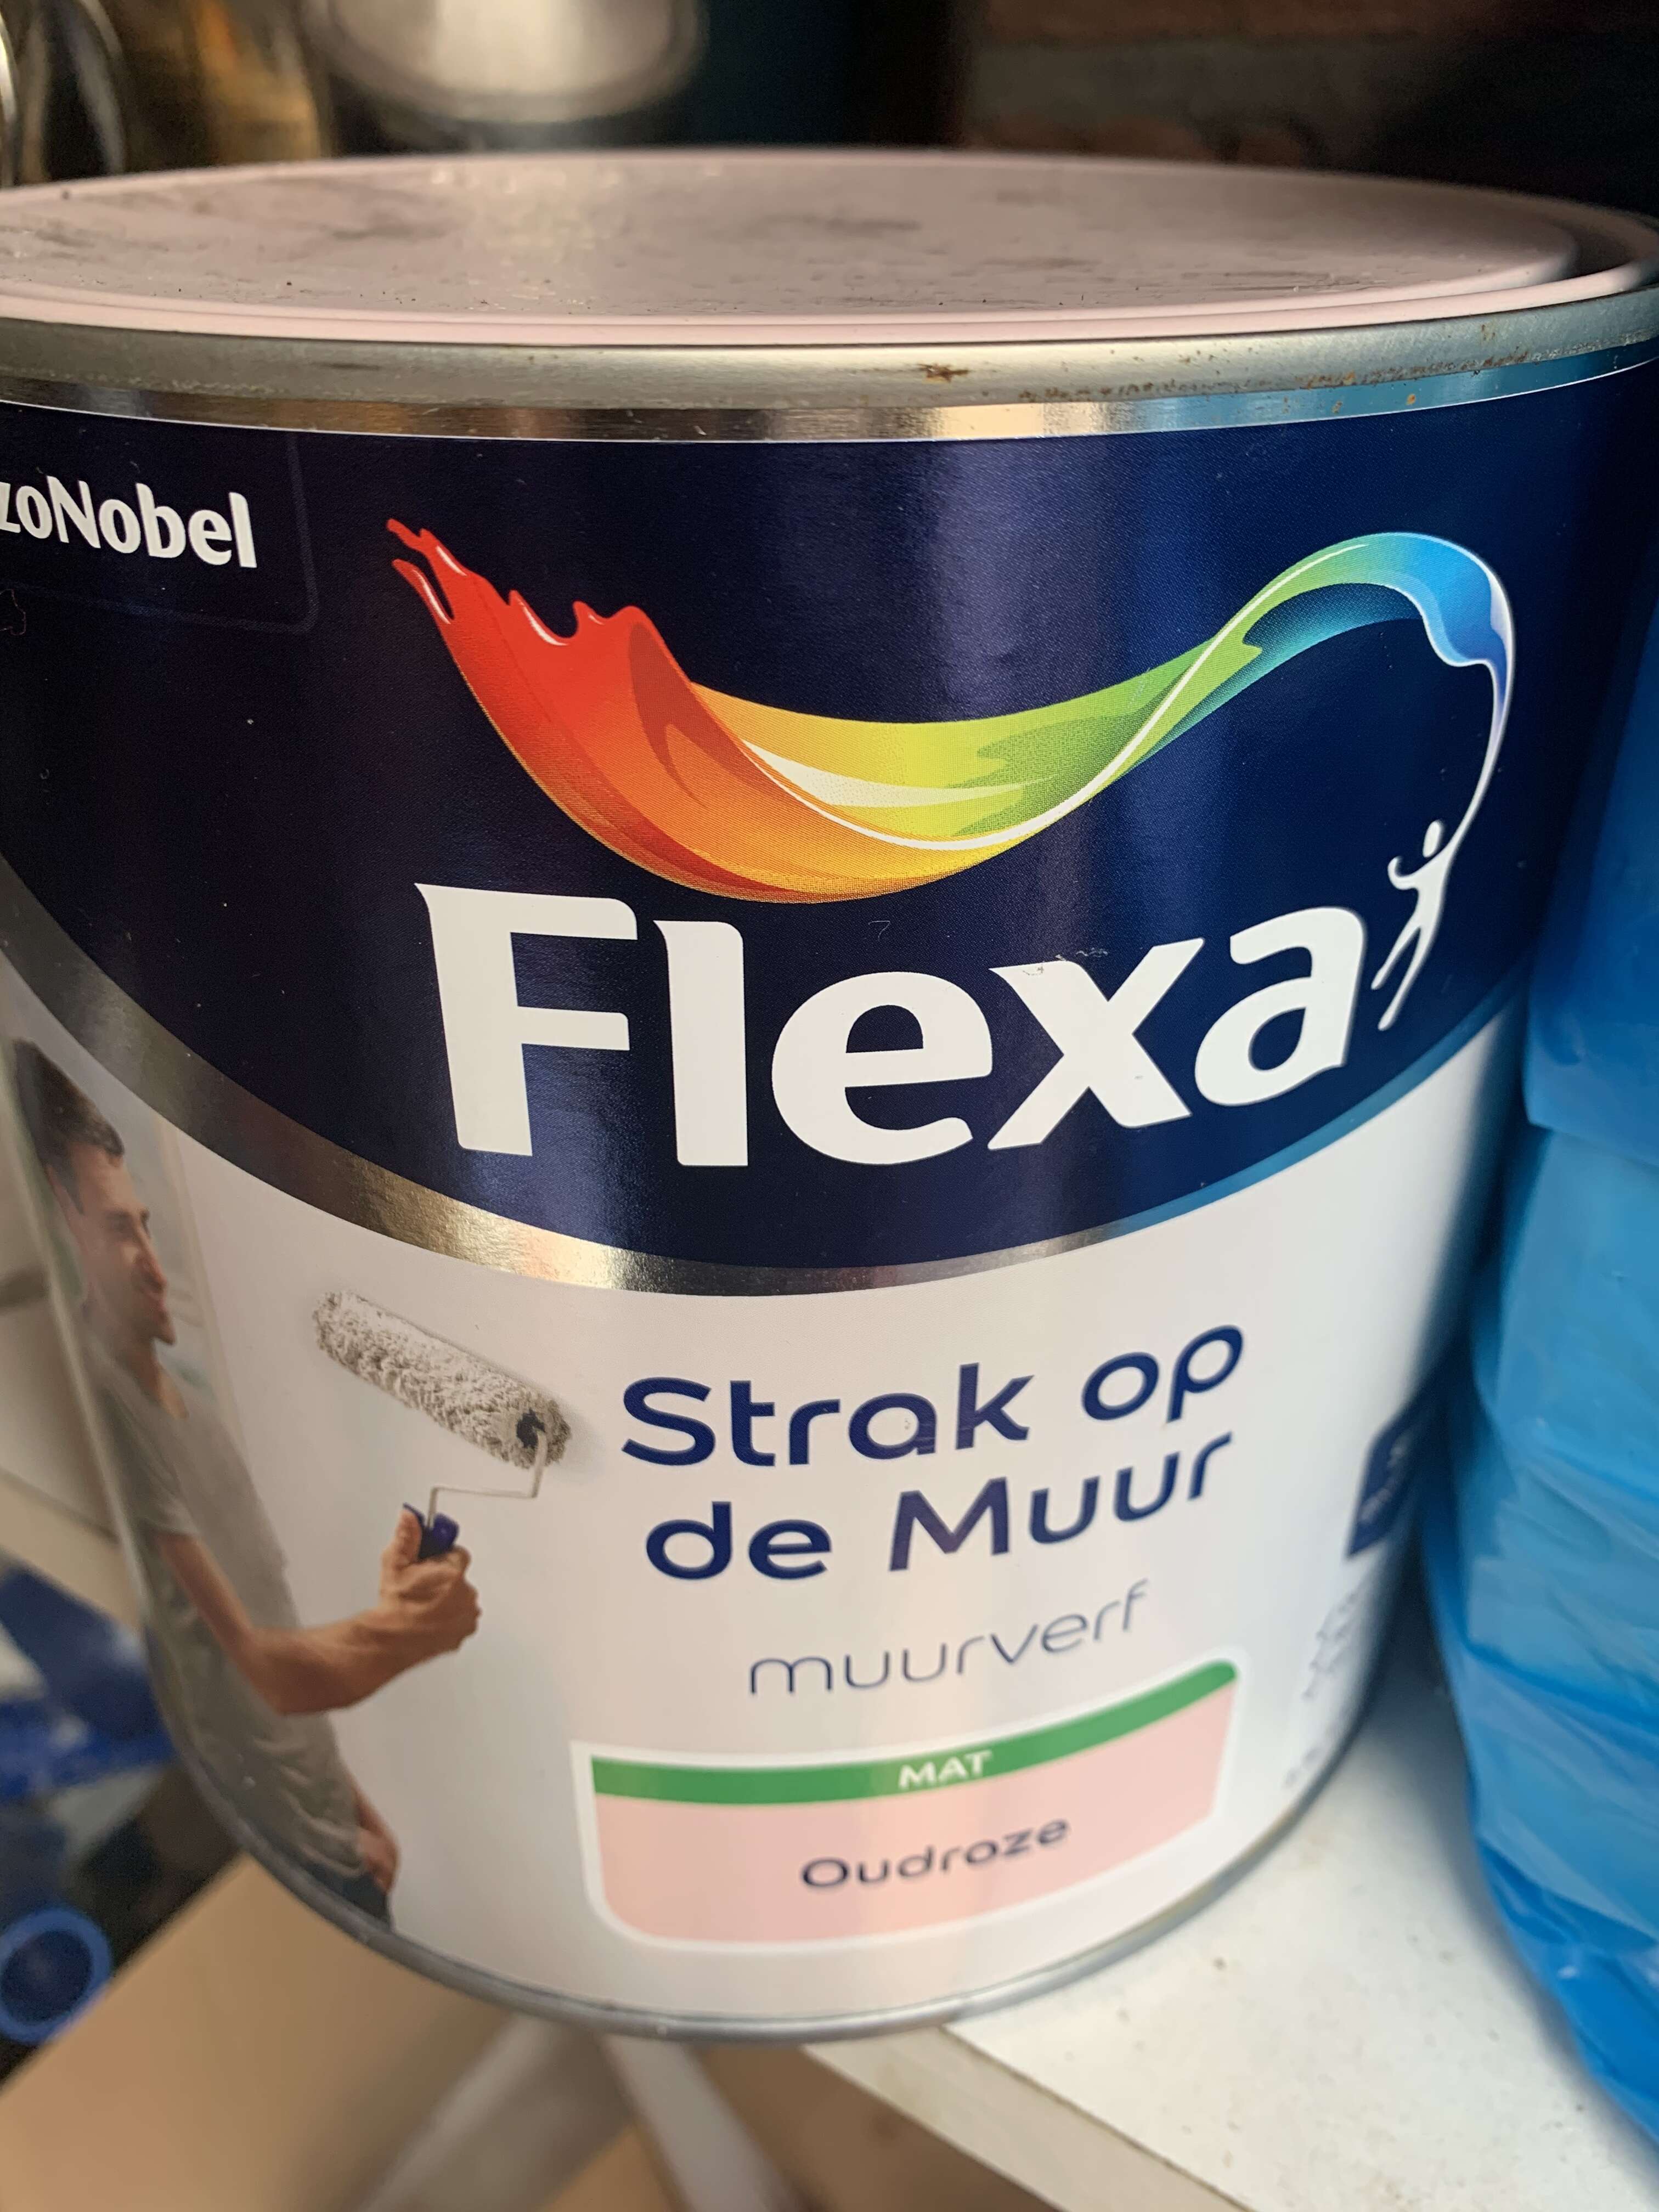 zoNobel
Flexa
Strak op
de Muur
muurverf
MAT
Oudroze